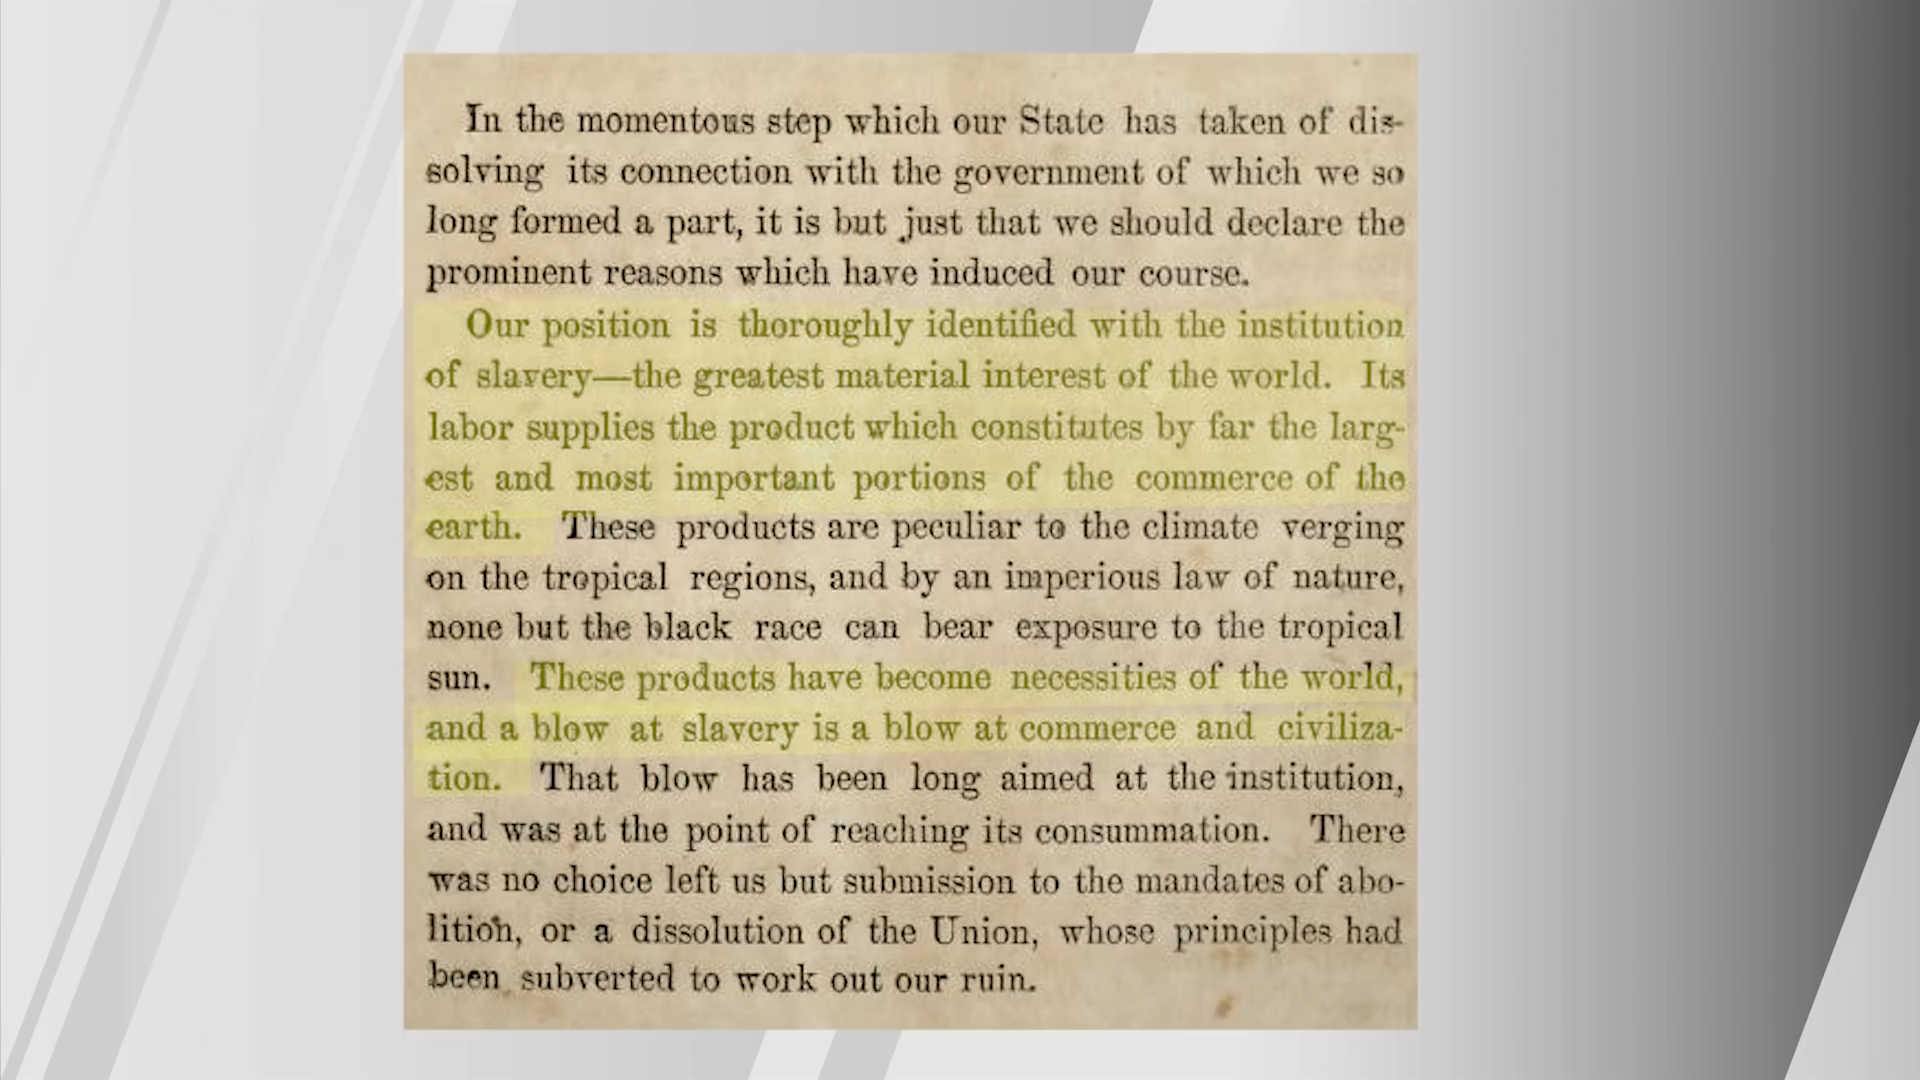 In the momentous step which our State has taken of dis-
solving its connection with the government of which we so
long formed a part, it is but just that we should declare the
prominent reasons which have induced our course.
Our position is thoroughly identified with the institution
of slavery—the greatest material interest of the world. Its
labor supplies the product which constitutes by far the larg-
est and most important portions of the commerce of the
earth. These products are peculiar to the climate verging
on the tropical regions, and by an imperious law of nature,
none but the black race can bear exposure to the tropical
sun. These products have become necessities of the world,
and a blow at slavery is a blow at commerce and civiliza-
tion. That blow has been long aimed at the institution,
and was at the point of reaching its consummation. There
was no choice left us but submission to the mandates of abo-
lition, or a dissolution of the Union, whose principles had
been subverted to work out our ruin.